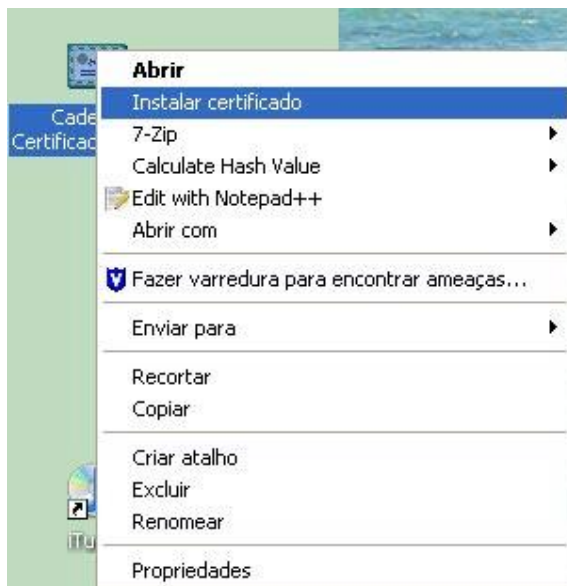 Abrir
Instalar certificado
7-Zip
Calculate Hash Value
Edit with Notepad++
Abrir com
Fazer varredura para encontrar ameaças...
Enviar para
Recortar
Copiar
Criar atalho
Excluir
Renomear
Propriedades